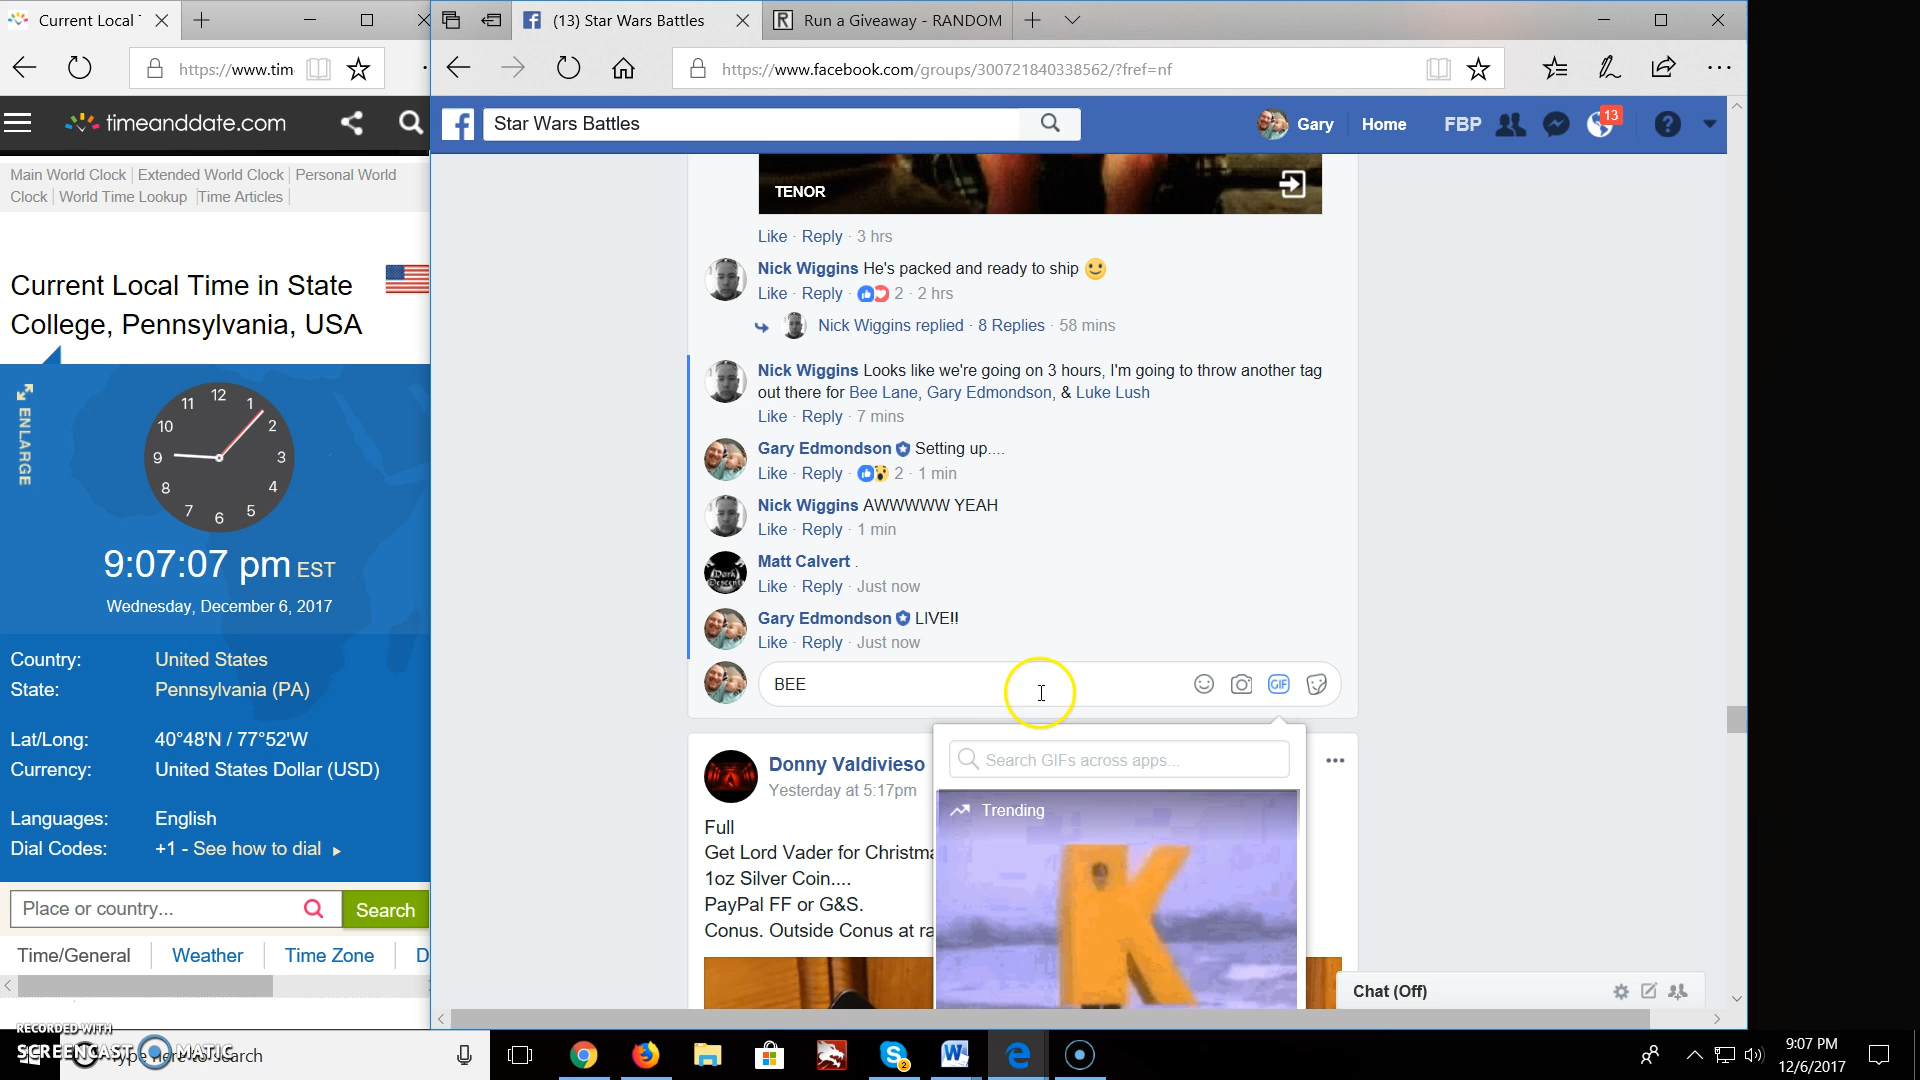 Current Local
https://www.tim
timeanddate.com
Main World Clock | Extended World Clock | Personal World
Clock | World Time Lookup | Time Articles |
Current Local Time in State
College, Pennsylvania, USA
ENLARGE
12
1
2
3
4
5
6
7
8
9
10
11
9:07:07 pm EST
Wednesday, December 6, 2017
Country: United States
State: Pennsylvania (PA)
Lat/Long: 40°48'N / 77°52'W
Currency: United States Dollar (USD)
Languages: English
Dial Codes: +1 - See how to dial ▸
Place or country...
Search
Time/General
Weather
Time Zone
D
(13) Star Wars Battles
Run a Giveaway - RANDOM
https://www.facebook.com/groups/300721840338562/?fref=nf
Star Wars Battles
Gary
Home
FBP
13
TENOR
Like · Reply · 3 hrs
Nick Wiggins He's packed and ready to ship 🙂
Like · Reply · 2 · 2 hrs
Nick Wiggins replied · 8 Replies · 58 mins
Nick Wiggins Looks like we're going on 3 hours, I'm going to throw another tag
out there for Bee Lane, Gary Edmondson, & Luke Lush
Like · Reply · 7 mins
Gary Edmondson Setting up....
Like · Reply · 2 · 1 min
Nick Wiggins AWWWWW YEAH
Like · Reply · 1 min
Matt Calvert .
Like · Reply · Just now
Gary Edmondson LIVE!!
Like · Reply · Just now
BEE
GIF
Search GIFs across apps...
Trending
K
Donny Valdivieso
Yesterday at 5:17pm
Full
Get Lord Vader for Christma
1oz Silver Coin....
PayPal FF or G&S.
Conus. Outside Conus at ra
Chat (Off)
RECORDED WITH
SCREENCAST MATIC
Type here to search
2
9:07 PM
12/6/2017